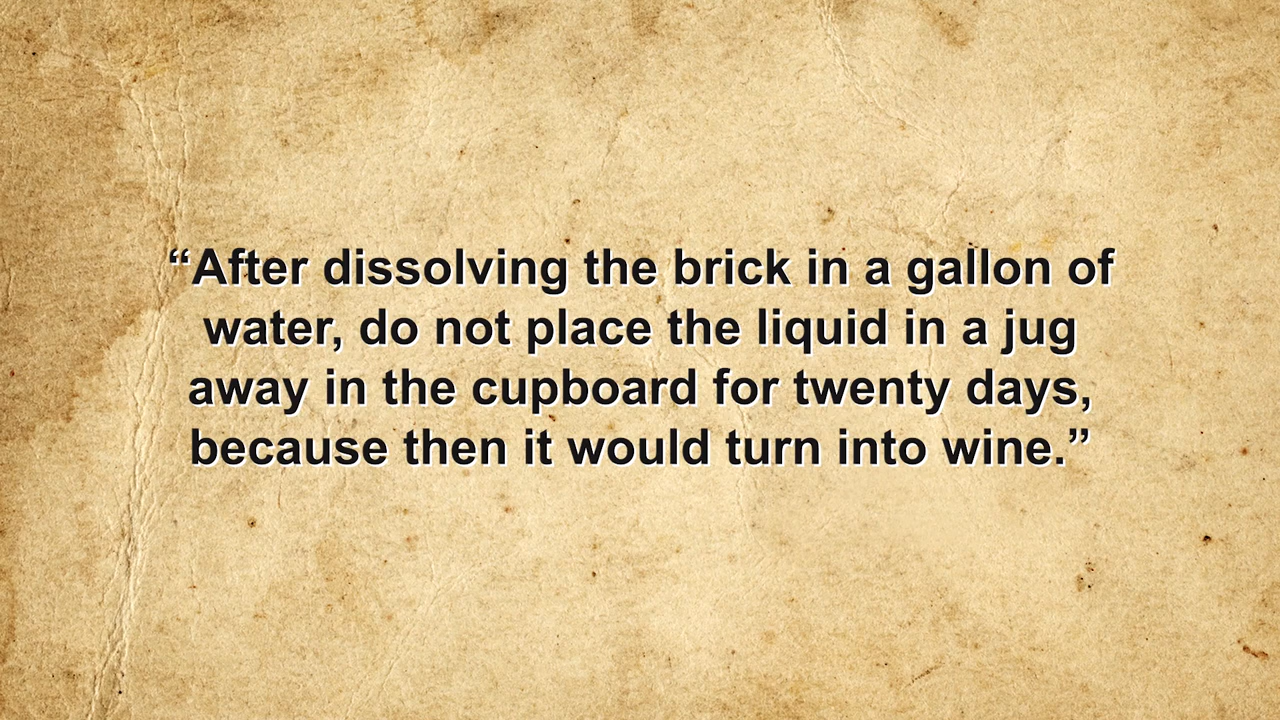 “After dissolving the brick in a gallon of
water, do not place the liquid in a jug
away in the cupboard for twenty days,
because then it would turn into wine.”